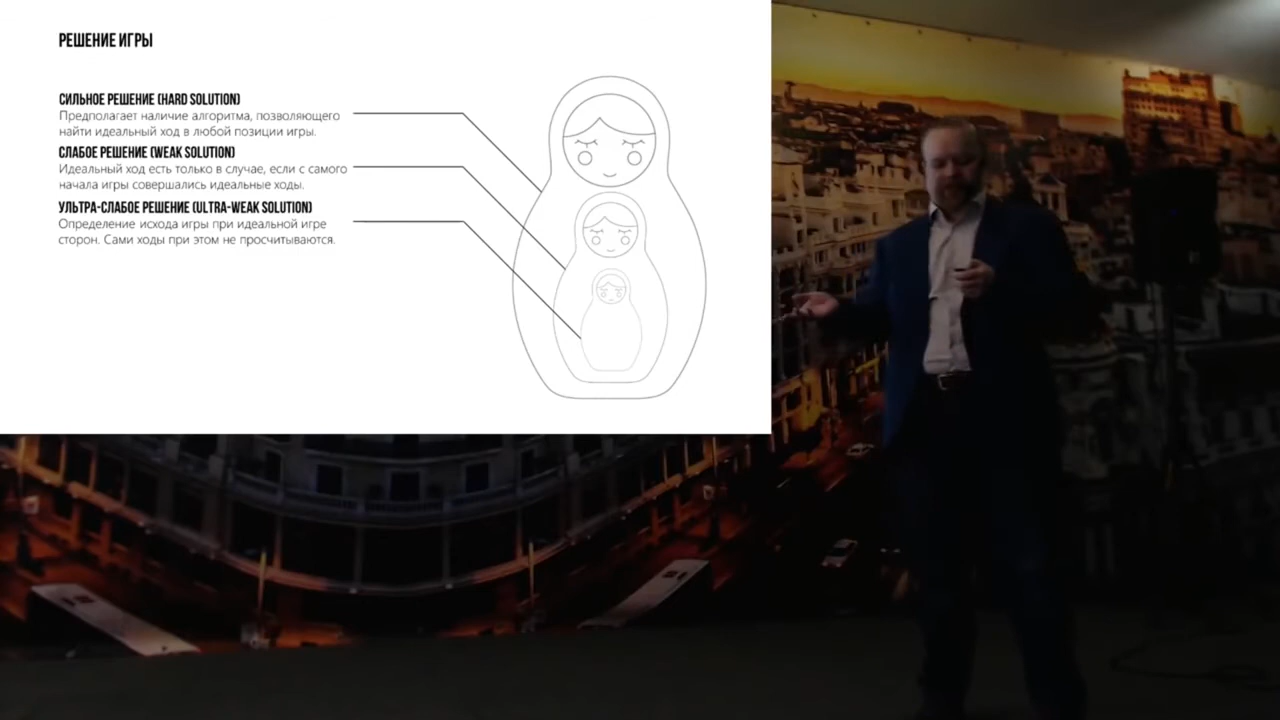 РЕШЕНИЕ ИГРЫ
СИЛЬНОЕ РЕШЕНИЕ (HARD SOLUTION)
Предполагает наличие алгоритма, позволяющего
найти идеальный ход в любой позиции игры.
СЛАБОЕ РЕШЕНИЕ (WEAK SOLUTION)
Идеальный ход есть только в случае, если с самого
начала игры совершались идеальные ходы.
УЛЬТРА-СЛАБОЕ РЕШЕНИЕ (ULTRA-WEAK SOLUTION)
Определение исхода игры при идеальной игре
сторон. Сами ходы при этом не просчитываются.